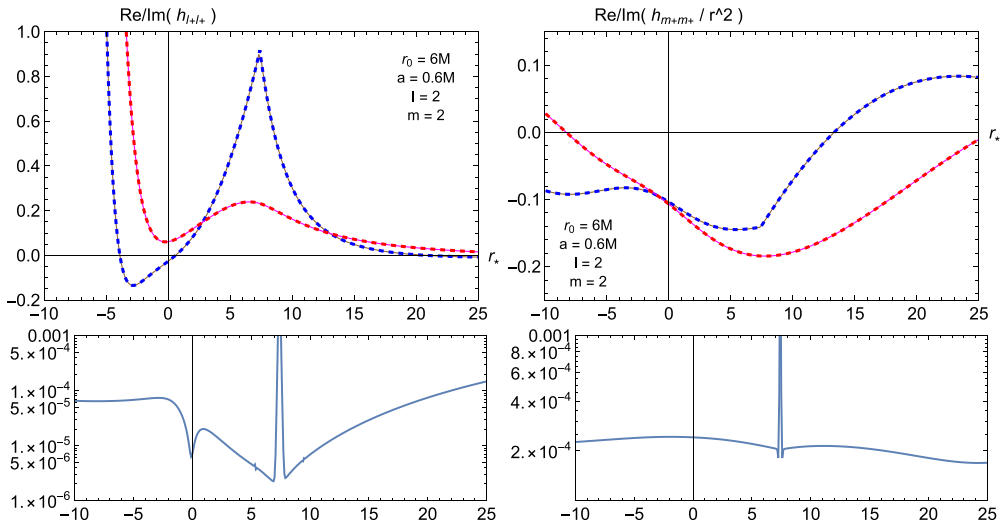 Re/Im( h_{l+l+} )
1.0
0.8
0.6
0.4
0.2
0.0
−0.2
r_0 = 6M
a = 0.6M
l = 2
m = 2
r_*
−10 −5 0 5 10 15 20 25
Re/Im( h_{m+m+} / r^2 )
0.1
0.0
−0.1
−0.2
r_0 = 6M
a = 0.6M
l = 2
m = 2
r_*
−10 −5 0 5 10 15 20 25
0.001
5.×10^{−4}
1.×10^{−4}
5.×10^{−5}
1.×10^{−5}
5.×10^{−6}
1.×10^{−6}
−10 −5 0 5 10 15 20 25
0.001
8.×10^{−4}
6.×10^{−4}
4.×10^{−4}
2.×10^{−4}
−10 −5 0 5 10 15 20 25